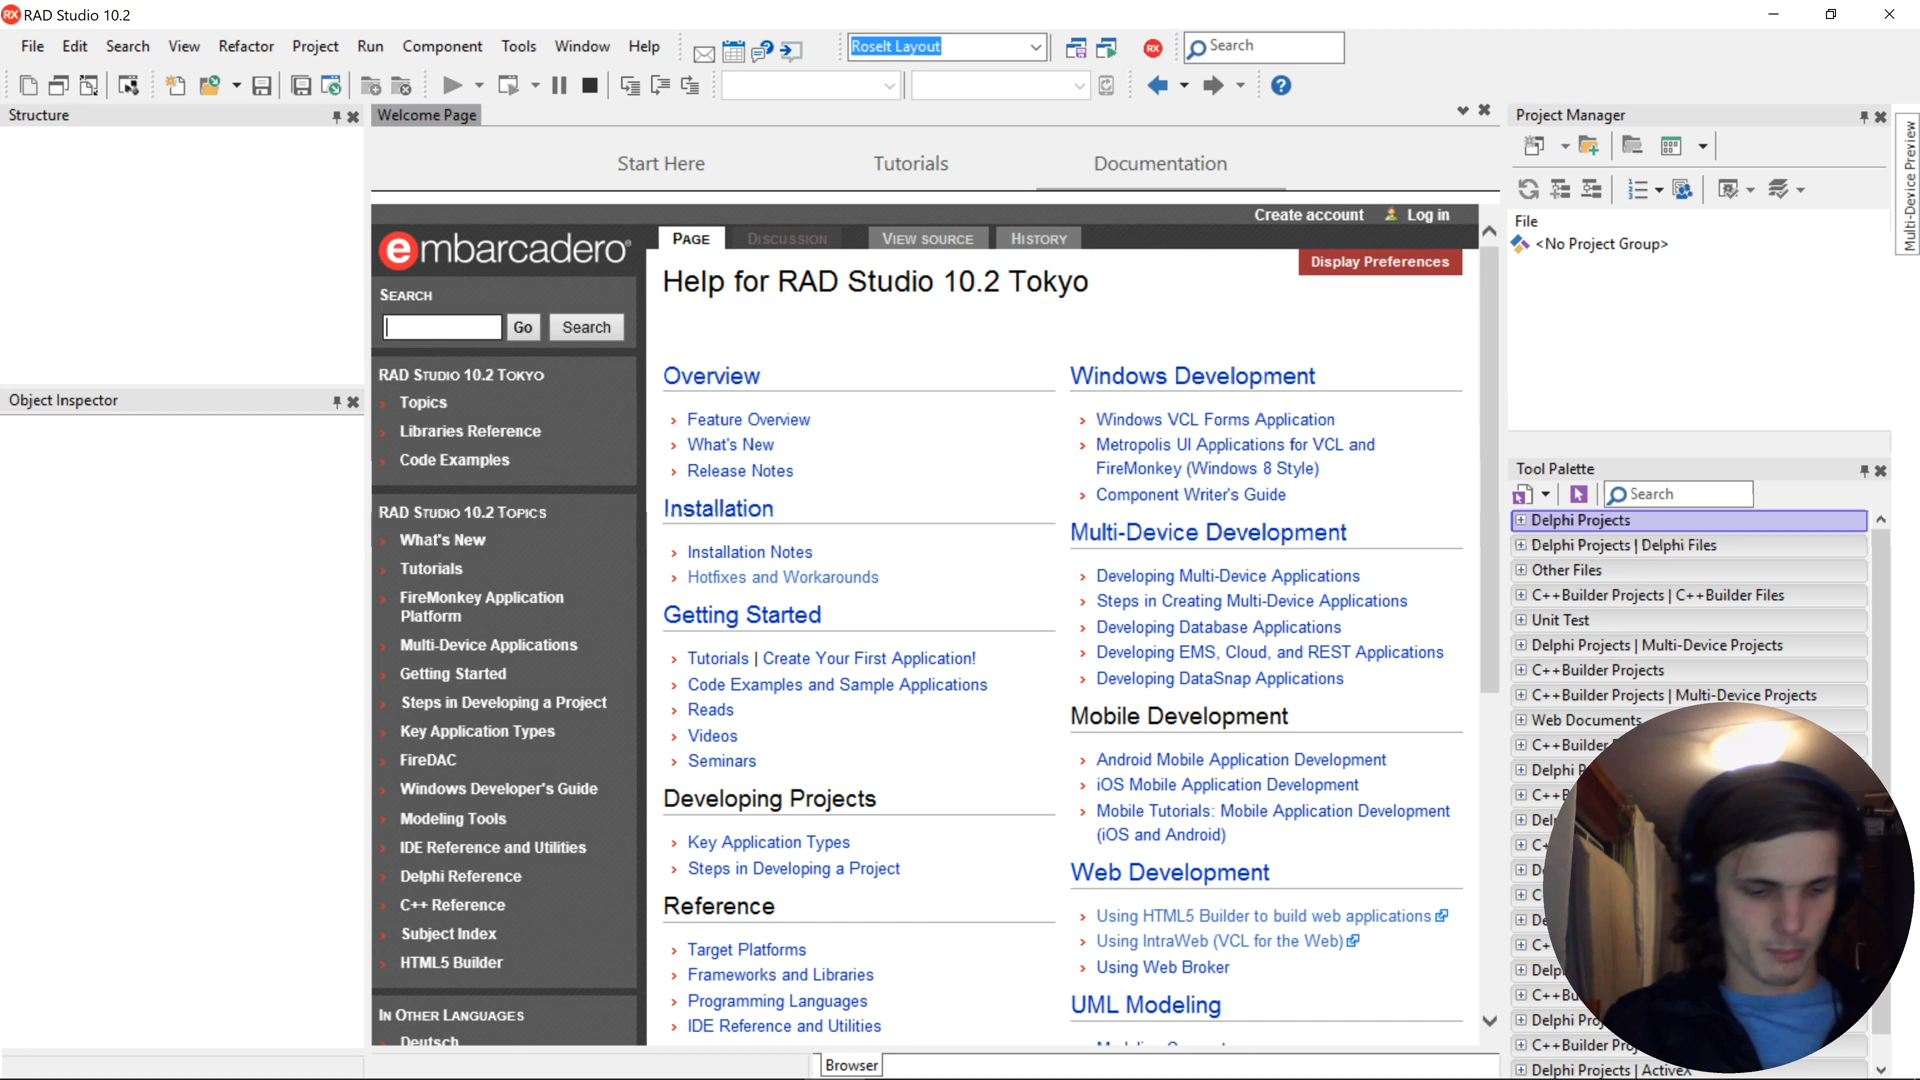 RX RAD Studio 10.2
File Edit Search View Refactor Project Run Component Tools Window Help
Roselt Layout
RX
Search
Structure
Welcome Page
Project Manager
Multi-Device Preview
Start Here Tutorials Documentation
File
<No Project Group>
Create account Log in
embarcadero®
PAGE DISCUSSION VIEW SOURCE HISTORY
Display Preferences
Help for RAD Studio 10.2 Tokyo
SEARCH
Go Search
RAD STUDIO 10.2 TOKYO
Topics
Libraries Reference
Code Examples
RAD STUDIO 10.2 TOPICS
What's New
Tutorials
FireMonkey Application
Platform
Multi-Device Applications
Getting Started
Steps in Developing a Project
Key Application Types
FireDAC
Windows Developer's Guide
Modeling Tools
IDE Reference and Utilities
Delphi Reference
C++ Reference
Subject Index
HTML5 Builder
IN OTHER LANGUAGES
Deutsch
Overview
Feature Overview
What's New
Release Notes
Installation
Installation Notes
Hotfixes and Workarounds
Getting Started
Tutorials | Create Your First Application!
Code Examples and Sample Applications
Reads
Videos
Seminars
Developing Projects
Key Application Types
Steps in Developing a Project
Reference
Target Platforms
Frameworks and Libraries
Programming Languages
IDE Reference and Utilities
Windows Development
Windows VCL Forms Application
Metropolis UI Applications for VCL and
FireMonkey (Windows 8 Style)
Component Writer's Guide
Multi-Device Development
Developing Multi-Device Applications
Steps in Creating Multi-Device Applications
Developing Database Applications
Developing EMS, Cloud, and REST Applications
Developing DataSnap Applications
Mobile Development
Android Mobile Application Development
iOS Mobile Application Development
Mobile Tutorials: Mobile Application Development
(iOS and Android)
Web Development
Using HTML5 Builder to build web applications
Using IntraWeb (VCL for the Web)
Using Web Broker
UML Modeling
Object Inspector
Tool Palette
Search
Delphi Projects
Delphi Projects | Delphi Files
Other Files
C++Builder Projects | C++Builder Files
Unit Test
Delphi Projects | Multi-Device Projects
C++Builder Projects
C++Builder Projects | Multi-Device Projects
Web Documents
C++Builder
Delphi
Delphi Projects | ActiveX
Browser